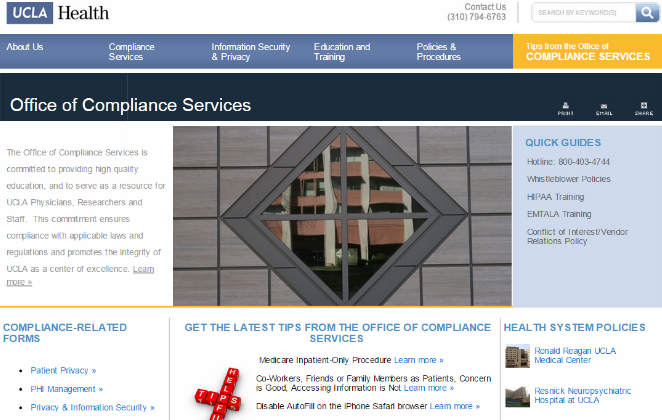 UCLA Health
Contact Us
(310) 794-6763
SEARCH BY KEYWORD(S)
About Us
Compliance
Services
Information Security
& Privacy
Education and
Training
Policies &
Procedures
Tips from the Office of
COMPLIANCE SERVICES
Office of Compliance Services
PRINT
EMAIL
SHARE
The Office of Compliance Services is
committed to providing high quality
education, and to serve as a resource for
UCLA Physicians, Researchers and
Staff. This commitment ensures
compliance with applicable laws and
regulations and promotes the integrity of
UCLA as a center of excellence. Learn
more »
QUICK GUIDES
Hotline: 800-403-4744
Whistleblower Policies
HIPAA Training
EMTALA Training
Conflict of Interest/Vendor
Relations Policy
COMPLIANCE-RELATED
FORMS
• Patient Privacy »
• PHI Management »
• Privacy & Information Security »
GET THE LATEST TIPS FROM THE OFFICE OF COMPLIANCE
SERVICES
HELPFU
TIPS
Medicare Inpatient-Only Procedure Learn more »
Co-Workers, Friends or Family Members as Patients, Concern
is Good, Accessing Information is Not Learn more »
Disable AutoFill on the iPhone Safari browser Learn more »
HEALTH SYSTEM POLICIES
Ronald Reagan UCLA
Medical Center
Resnick Neuropsychiatric
Hospital at UCLA